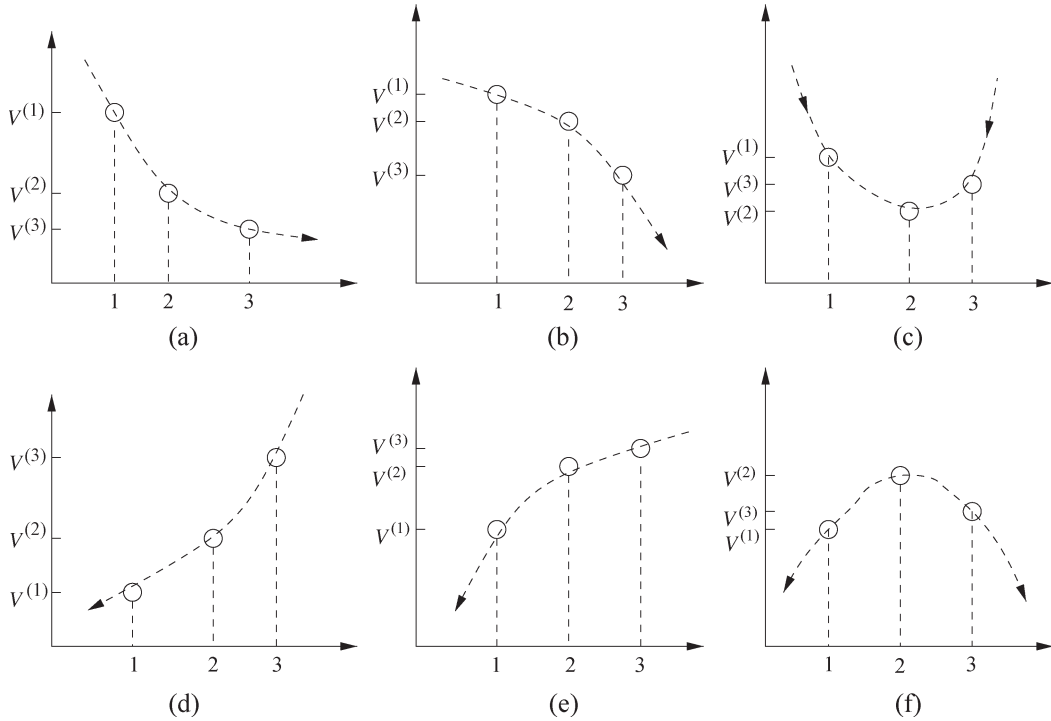 V(1)
V(2)
V(3)
1 2 3
(a)
V(1)
V(2)
V(3)
1 2 3
(b)
V(1)
V(3)
V(2)
1 2 3
(c)
V(3)
V(2)
V(1)
1 2 3
(d)
V(3)
V(2)
V(1)
1 2 3
(e)
V(2)
V(3)
V(1)
1 2 3
(f)